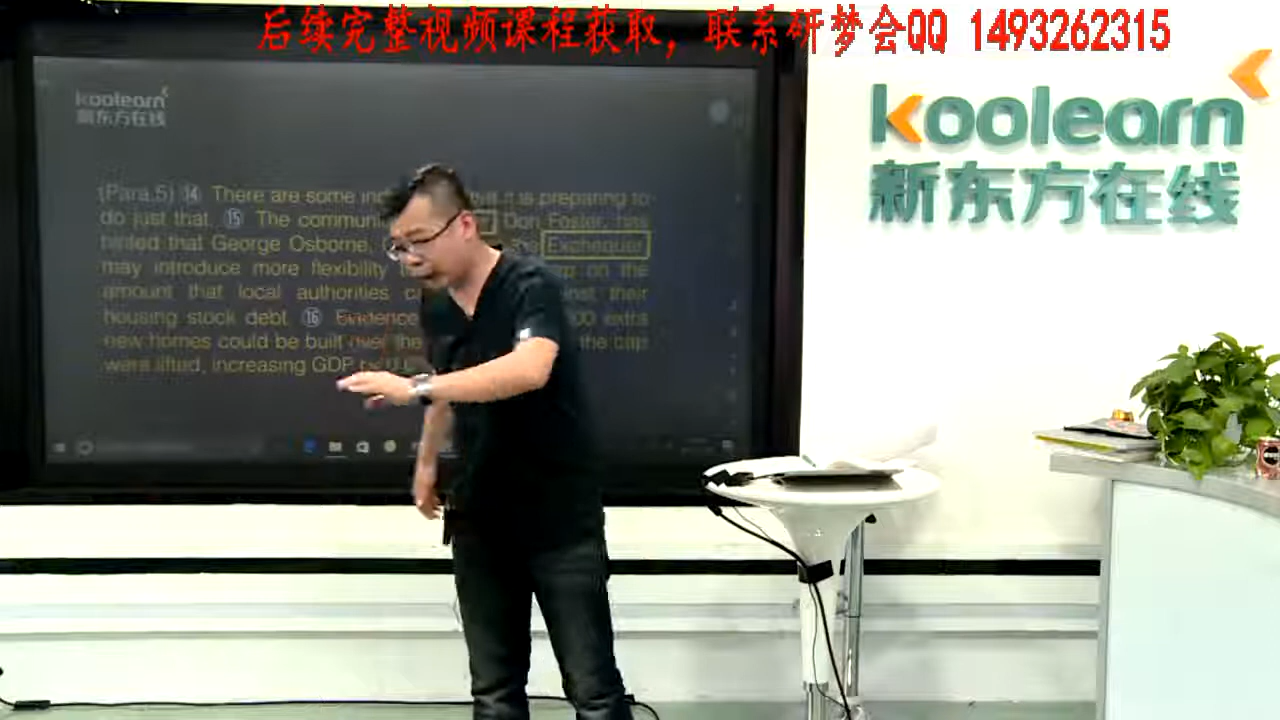 后续完整视频课程获取，联系研梦会QQ 1493262315
koolearn
新东方在线
koolearn
新东方在线
(Para.5) ⑭ There are some it is preparing to
do just that. ⑮ The Don Foster, has
hinted that George Osborne, the Exchequer
may introduce more flexibility on the
amount that local authorities their
housing stock debt. ⑯ Evidence 00 extra
new homes could be built over the the cap
were lifted, increasing GDP